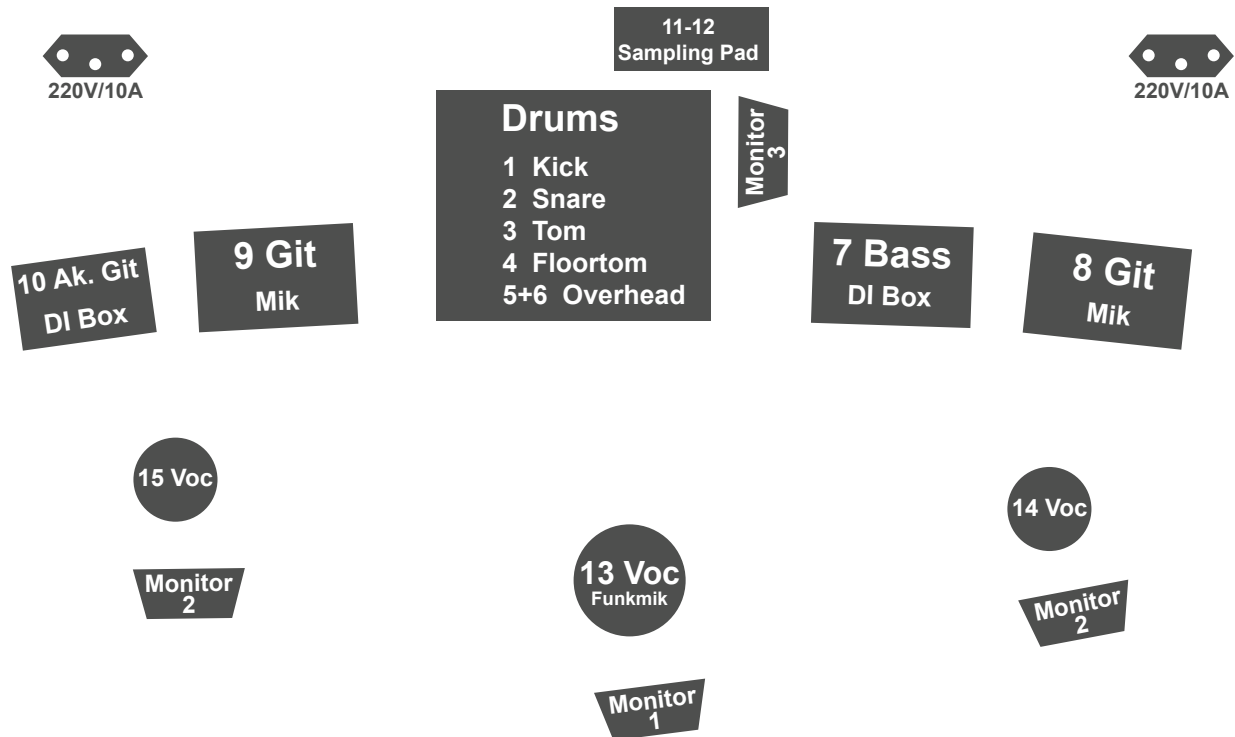 11-12
Sampling Pad
220V/10A
220V/10A
Drums
1 Kick
2 Snare
3 Tom
4 Floortom
5+6 Overhead
Monitor
3
10 Ak. Git
DI Box
9 Git
Mik
7 Bass
DI Box
8 Git
Mik
15 Voc
14 Voc
13 Voc
Funkmik
Monitor
2
Monitor
2
Monitor
1